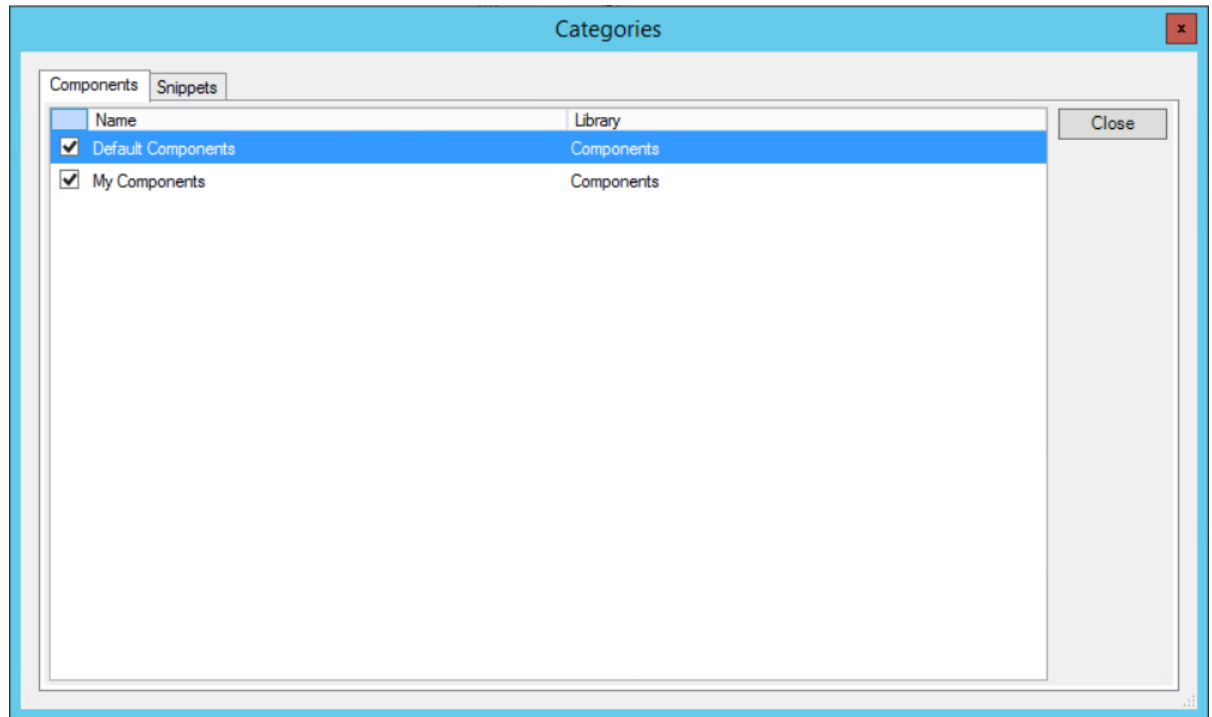 Categories
x
Components Snippets
Name Library
Close
Default Components Components
My Components Components